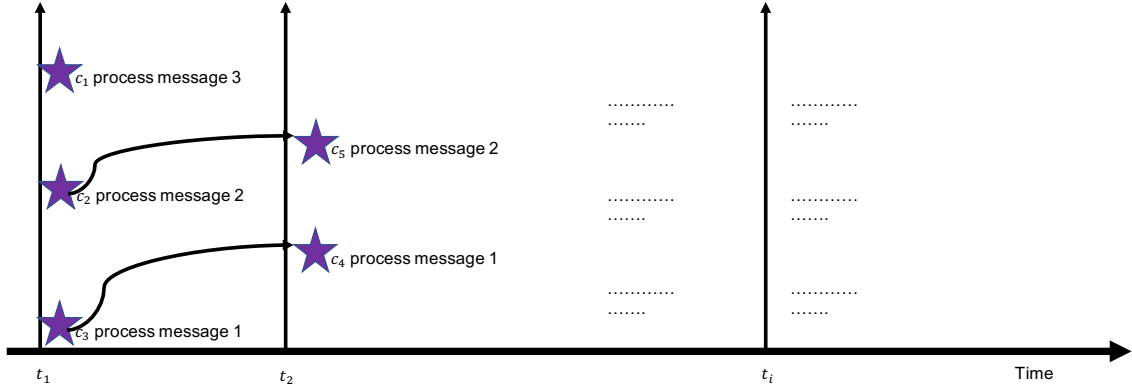 c₁ process message 3
............ ............
....... .......
c₅ process message 2
c₂ process message 2
............ ............
....... .......
c₄ process message 1
............ ............
....... .......
c₃ process message 1
t₁ t₂ tᵢ Time